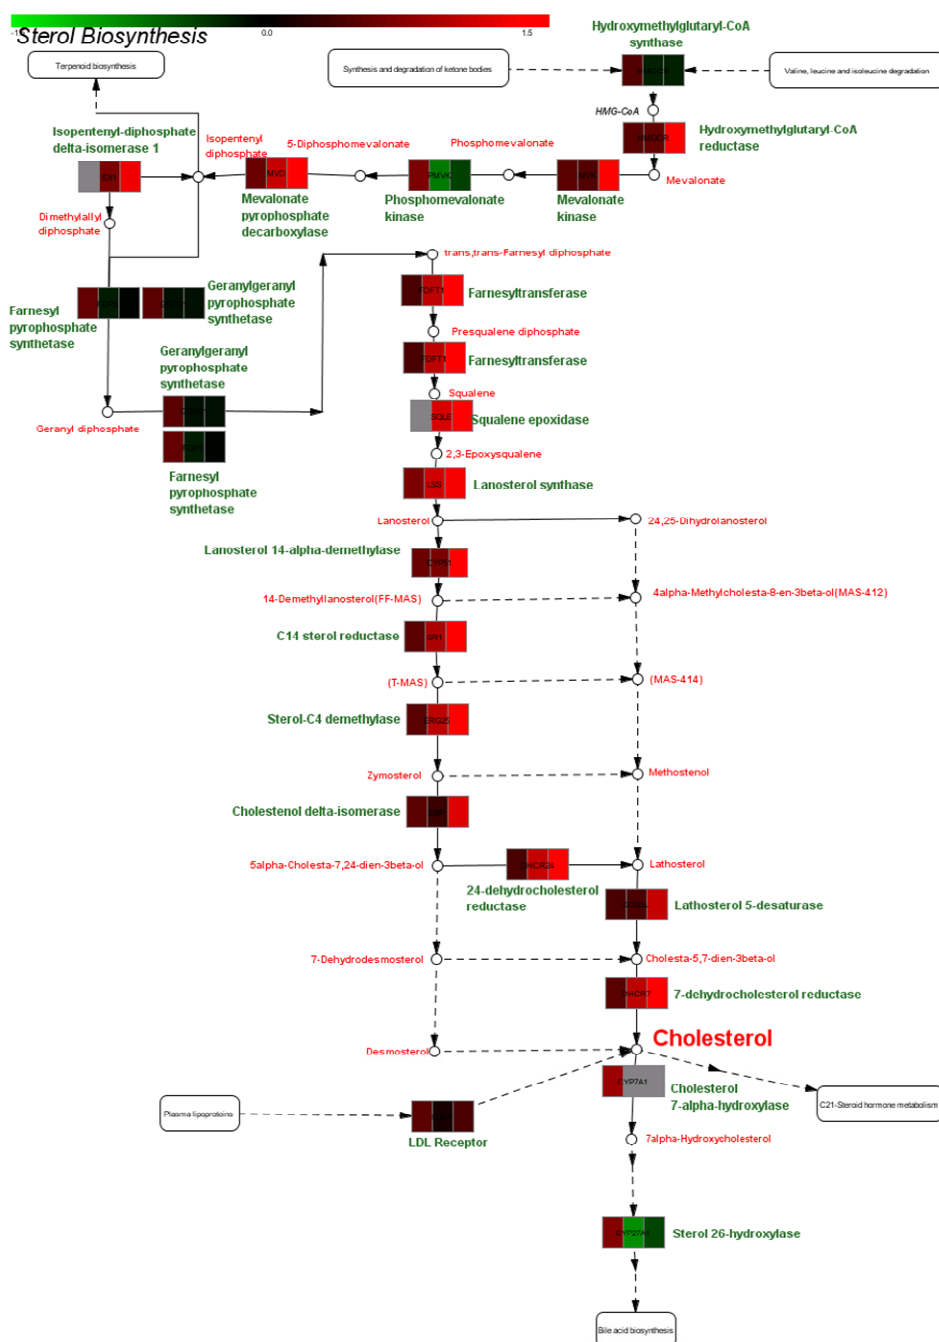 Sterol Biosynthesis
0.0
1.5
Hydroxymethylglutaryl-CoA
synthase
Terpenoid biosynthesis
Synthesis and degradation of ketone bodies
Valine, leucine and isoleucine degradation
HMG-CoA
HMGCR
Hydroxymethylglutaryl-CoA
reductase
Isopentenyl-diphosphate
delta-isomerase 1
IDI1
Isopentenyl
diphosphate
5-Diphosphomevalonate
Phosphomevalonate
Mevalonate
MVD
PMVK
MVK
Mevalonate
pyrophosphate
decarboxylase
Phosphomevalonate
kinase
Mevalonate
kinase
Dimethylallyl
diphosphate
trans,trans-Farnesyl diphosphate
Farnesyl
pyrophosphate
synthetase
Geranylgeranyl
pyrophosphate
synthetase
FDFT1
Farnesyltransferase
Presqualene diphosphate
Geranylgeranyl
pyrophosphate
synthetase
FDFT1
Farnesyltransferase
Squalene
Geranyl diphosphate
SQLE
Squalene epoxidase
Farnesyl
pyrophosphate
synthetase
2,3-Epoxysqualene
LSS
Lanosterol synthase
Lanosterol
24,25-Dihydrolanosterol
Lanosterol 14-alpha-demethylase
CYP51
14-Demethyllanosterol(FF-MAS)
4alpha-Methylcholesta-8-en-3beta-ol(MAS-412)
C14 sterol reductase
(T-MAS)
(MAS-414)
Sterol-C4 demethylase
ERG25
Zymosterol
Methostenol
Cholestenol delta-isomerase
EBP
5alpha-Cholesta-7,24-dien-3beta-ol
DHCR24
Lathosterol
24-dehydrocholesterol
reductase
Lathosterol 5-desaturase
7-Dehydrodesmosterol
Cholesta-5,7-dien-3beta-ol
DHCR7
7-dehydrocholesterol reductase
Cholesterol
Desmosterol
CYP7A1
Cholesterol
7-alpha-hydroxylase
Plasma lipoproteins
C21-Steroid hormone metabolism
LDL Receptor
7alpha-Hydroxycholesterol
CYP27A1
Sterol 26-hydroxylase
Bile acid biosynthesis